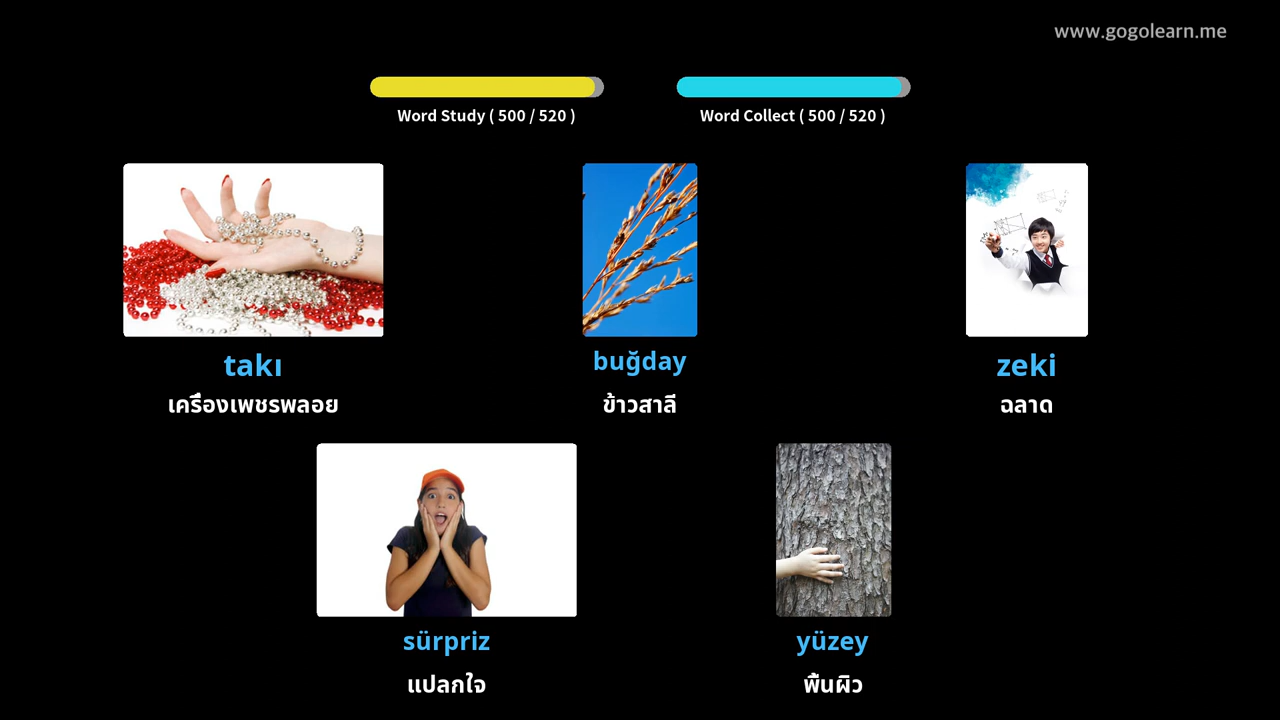 www.gogolearn.me
Word Study ( 500 / 520 )
Word Collect ( 500 / 520 )
takı
เครื่องเพชรพลอย
buğday
ข้าวสาลี
zeki
ฉลาด
sürpriz
แปลกใจ
yüzey
พื้นผิว